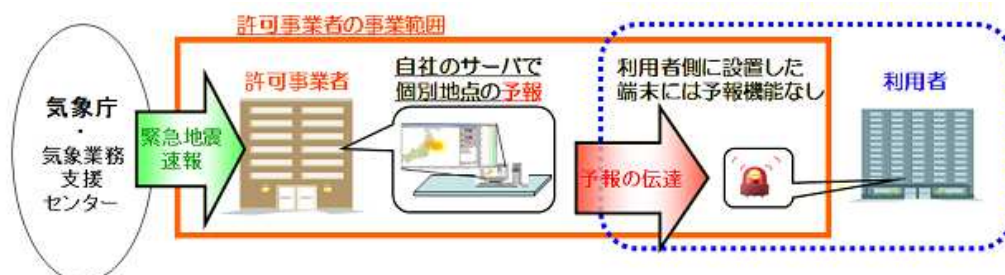 許可事業者の事業範囲
気象庁
・
気象業務
支援
センター
緊急地震
速報
許可事業者
自社のサーバで
個別地点の予報
予報の伝達
利用者側に設置した
端末には予報機能なし
利用者